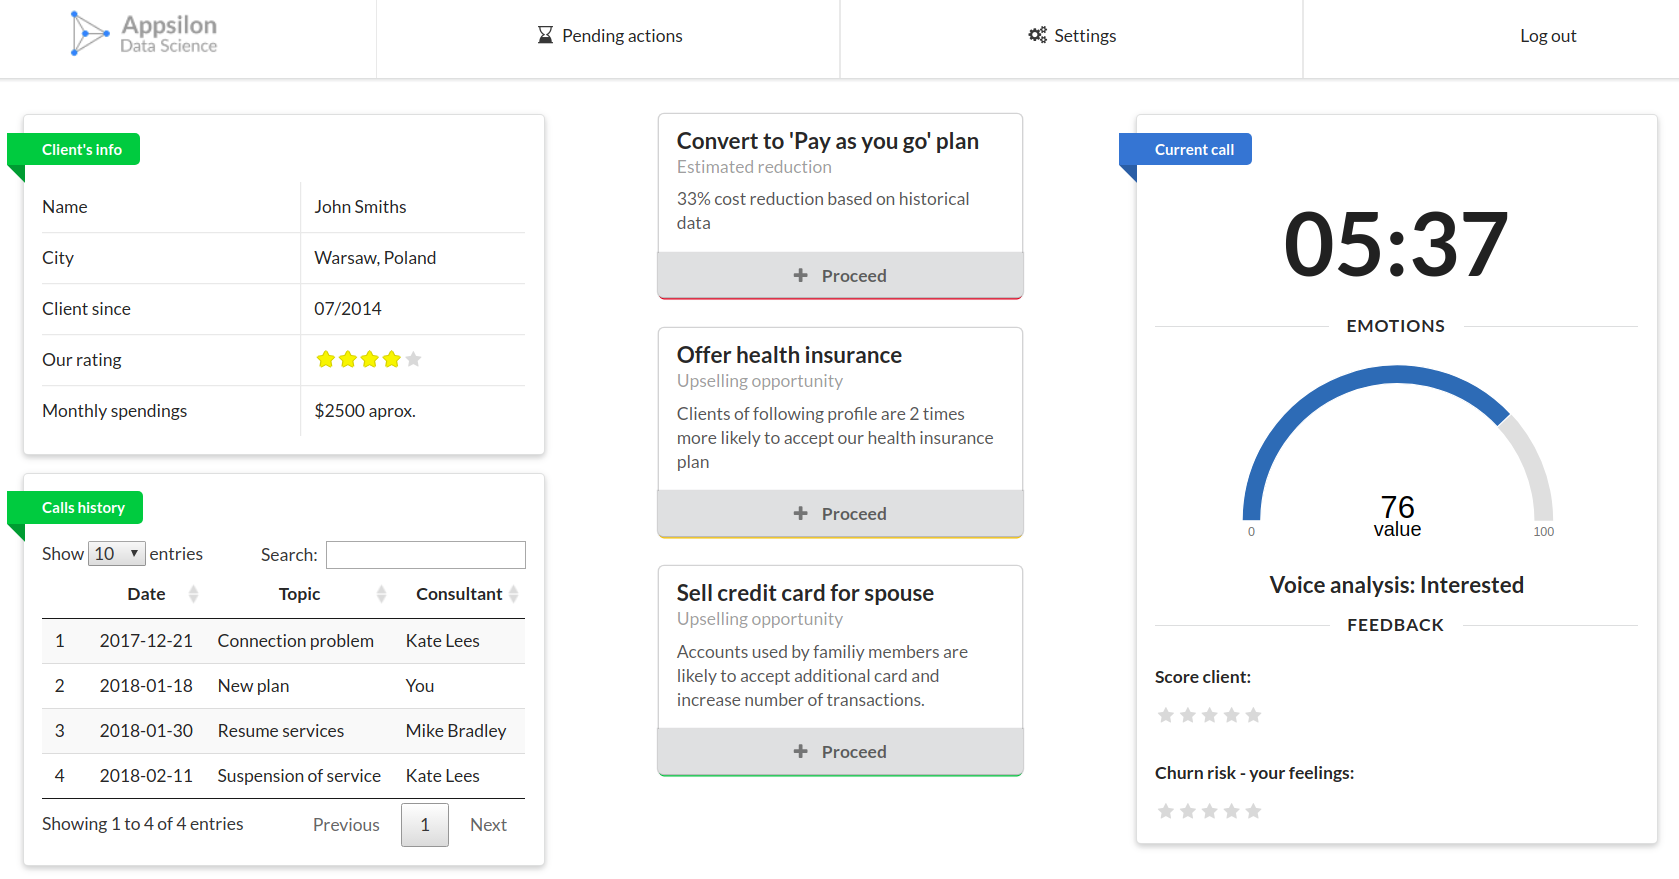 Appsilon
Data Science
Pending actions
Settings
Log out
Client's info
Name John Smiths
City Warsaw, Poland
Client since 07/2014
Our rating
Monthly spendings $2500 aprox.
Calls history
Show 10 entries Search:
Date Topic Consultant
1 2017-12-21 Connection problem Kate Lees
2 2018-01-18 New plan You
3 2018-01-30 Resume services Mike Bradley
4 2018-02-11 Suspension of service Kate Lees
Showing 1 to 4 of 4 entries Previous 1 Next
Convert to 'Pay as you go' plan
Estimated reduction
33% cost reduction based on historical
data
Proceed
Offer health insurance
Upselling opportunity
Clients of following profile are 2 times
more likely to accept our health insurance
plan
Proceed
Sell credit card for spouse
Upselling opportunity
Accounts used by familiy members are
likely to accept additional card and
increase number of transactions.
Proceed
Current call
05:37
EMOTIONS
76
value
0 100
Voice analysis: Interested
FEEDBACK
Score client:
Churn risk - your feelings: